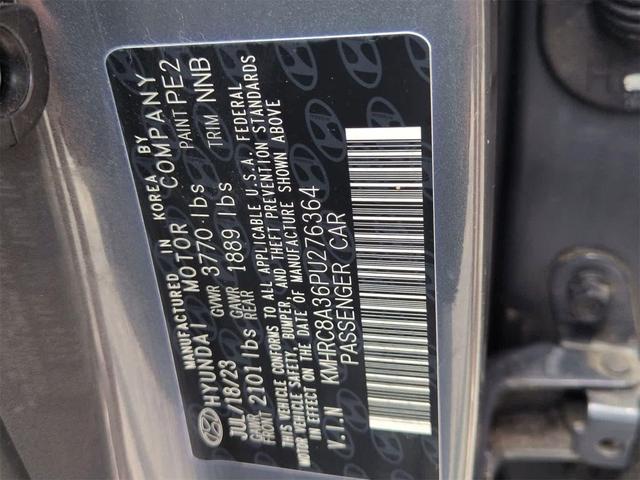 MANUFACTURED IN KOREA BY
HYUNDAI MOTOR COMPANY
JUL/18/23 GVWR 3770 lbs PAINT PE2
GAWR FRNT 2101 lbs GAWR REAR 1889 lbs TRIM NNB
THIS VEHICLE CONFORMS TO ALL APPLICABLE U.S.A. FEDERAL
MOTOR VEHICLE SAFETY, BUMPER, AND THEFT PREVENTION STANDARDS
IN EFFECT ON THE DATE OF MANUFACTURE SHOWN ABOVE
V.I.N KMHRC8A36PU276364
PASSENGER CAR